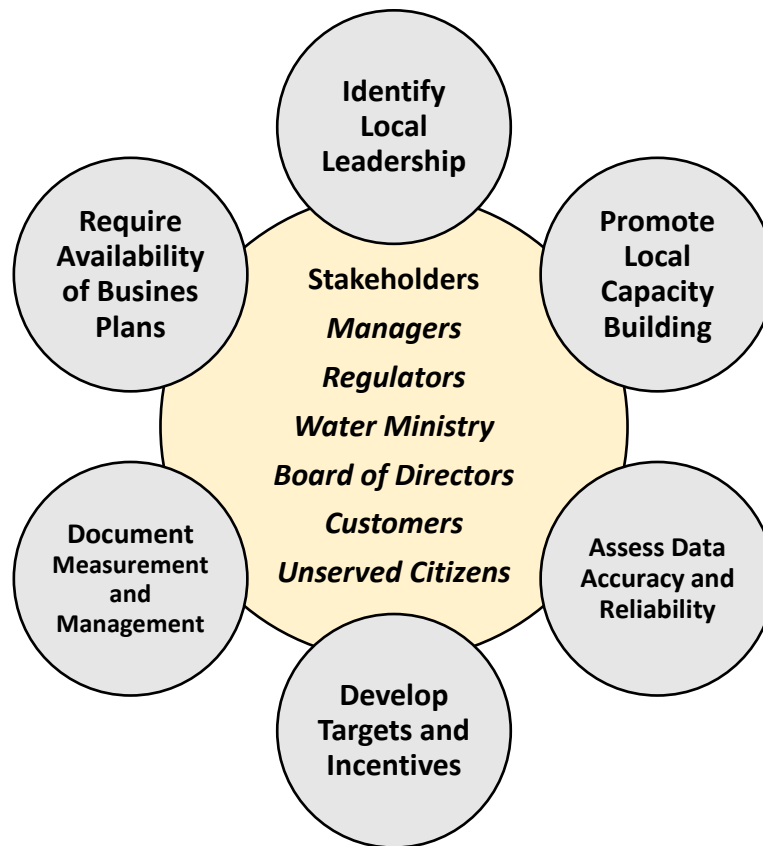 Identify
Local
Leadership
Promote
Local
Capacity
Building
Assess Data
Accuracy and
Reliability
Develop
Targets and
Incentives
Document
Measurement
and
Management
Require
Availability
of Busines
Plans
Stakeholders
Managers
Regulators
Water Ministry
Board of Directors
Customers
Unserved Citizens